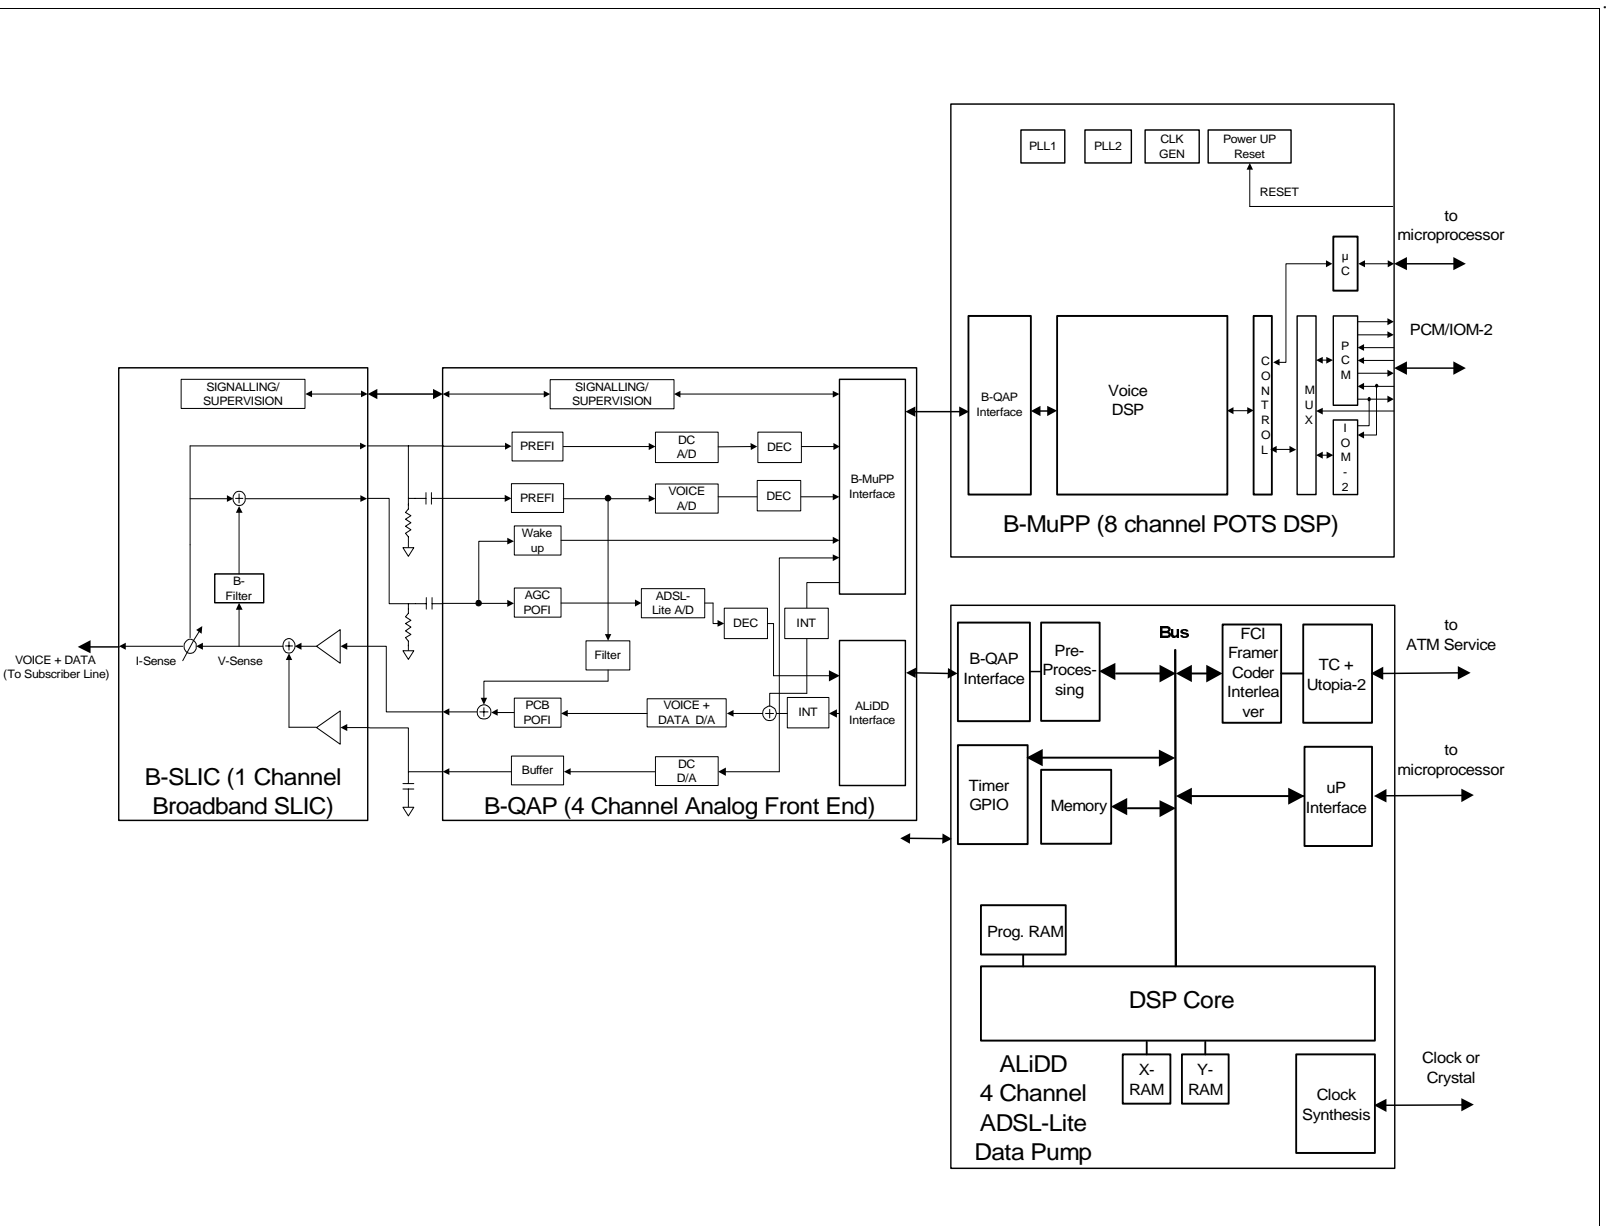 PLL1
PLL2
CLK
GEN
Power UP
Reset
RESET
to
microprocessor
µ
C
PCM/IOM-2
B-QAP
Interface
Voice
DSP
C
O
N
T
R
O
L
M
U
X
P
C
M
I
O
M
-
2
B-MuPP (8 channel POTS DSP)
SIGNALLING/
SUPERVISION
B-
Filter
I-Sense
V-Sense
VOICE + DATA
(To Subscriber Line)
B-SLIC (1 Channel
Broadband SLIC)
SIGNALLING/
SUPERVISION
PREFI
DC
A/D
DEC
PREFI
VOICE
A/D
DEC
B-MuPP
Interface
Wake
up
AGC
POFI
ADSL-
Lite A/D
DEC
INT
Filter
PCB
POFI
VOICE +
DATA D/A
INT
ALiDD
Interface
Buffer
DC
D/A
B-QAP (4 Channel Analog Front End)
B-QAP
Interface
Pre-
Proces-
sing
Bus
FCI
Framer
Coder
Interlea
ver
TC +
Utopia-2
to
ATM Service
Timer
GPIO
Memory
uP
Interface
to
microprocessor
Prog. RAM
DSP Core
X-
RAM
Y-
RAM
ALiDD
4 Channel
ADSL-Lite
Data Pump
Clock
Synthesis
Clock or
Crystal